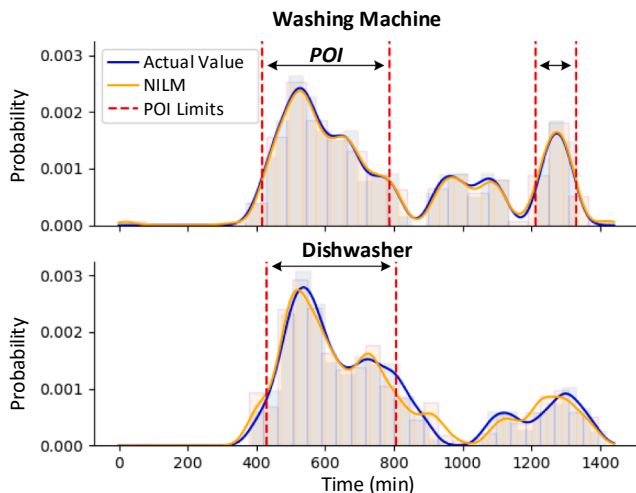 Washing Machine
POI
Actual Value
NILM
POI Limits
Probability
0.003
0.002
0.001
0.000
Dishwasher
Probability
0.003
0.002
0.001
0.000
0 200 400 600 800 1000 1200 1400
Time (min)